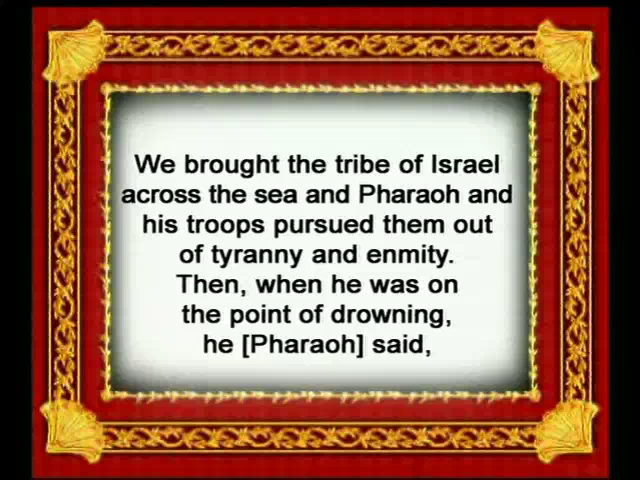 We brought the tribe of Israel
across the sea and Pharaoh and
his troops pursued them out
of tyranny and enmity.
Then, when he was on
the point of drowning,
he [Pharaoh] said,